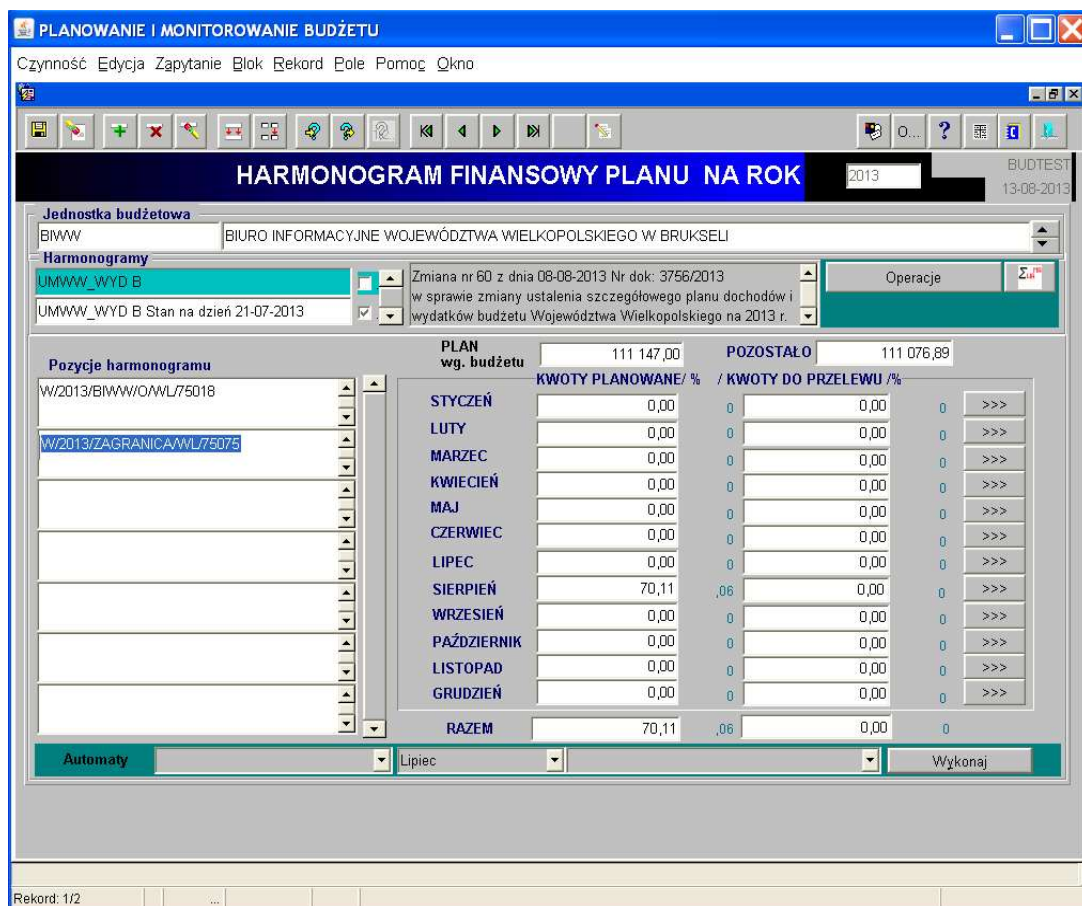 PLANOWANIE I MONITOROWANIE BUDŻETU
Czynność Edycja Zapytanie Blok Rekord Pole Pomoc Okno
O... ?
HARMONOGRAM FINANSOWY PLANU NA ROK 2013 BUDTEST
13-08-2013
Jednostka budżetowa
BIWW BIURO INFORMACYJNE WOJEWÓDZTWA WIELKOPOLSKIEGO W BRUKSELI
Harmonogramy
UMWW_WYD B
UMWW_WYD B Stan na dzień 21-07-2013
Zmiana nr 60 z dnia 08-08-2013 Nr dok: 3756/2013
w sprawie zmiany ustalenia szczegółowego planu dochodów i
wydatków budżetu Województwa Wielkopolskiego na 2013 r.
Operacje
Pozycje harmonogramu
W/2013/BIWW/O/WL/75018
W/2013/ZAGRANICA/WL/75075
PLAN
wg. budżetu 111 147,00 POZOSTAŁO 111 076,89
KWOTY PLANOWANE/ % / KWOTY DO PRZELEWU /%
STYCZEŃ 0,00 0 0,00 0 >>>
LUTY 0,00 0 0,00 0 >>>
MARZEC 0,00 0 0,00 0 >>>
KWIECIEŃ 0,00 0 0,00 0 >>>
MAJ 0,00 0 0,00 0 >>>
CZERWIEC 0,00 0 0,00 0 >>>
LIPIEC 0,00 0 0,00 0 >>>
SIERPIEŃ 70,11 ,06 0,00 0 >>>
WRZESIEŃ 0,00 0 0,00 0 >>>
PAŹDZIERNIK 0,00 0 0,00 0 >>>
LISTOPAD 0,00 0 0,00 0 >>>
GRUDZIEŃ 0,00 0 0,00 0 >>>
RAZEM 70,11 ,06 0,00 0
Automaty Lipiec Wykonaj
Rekord: 1/2 ...